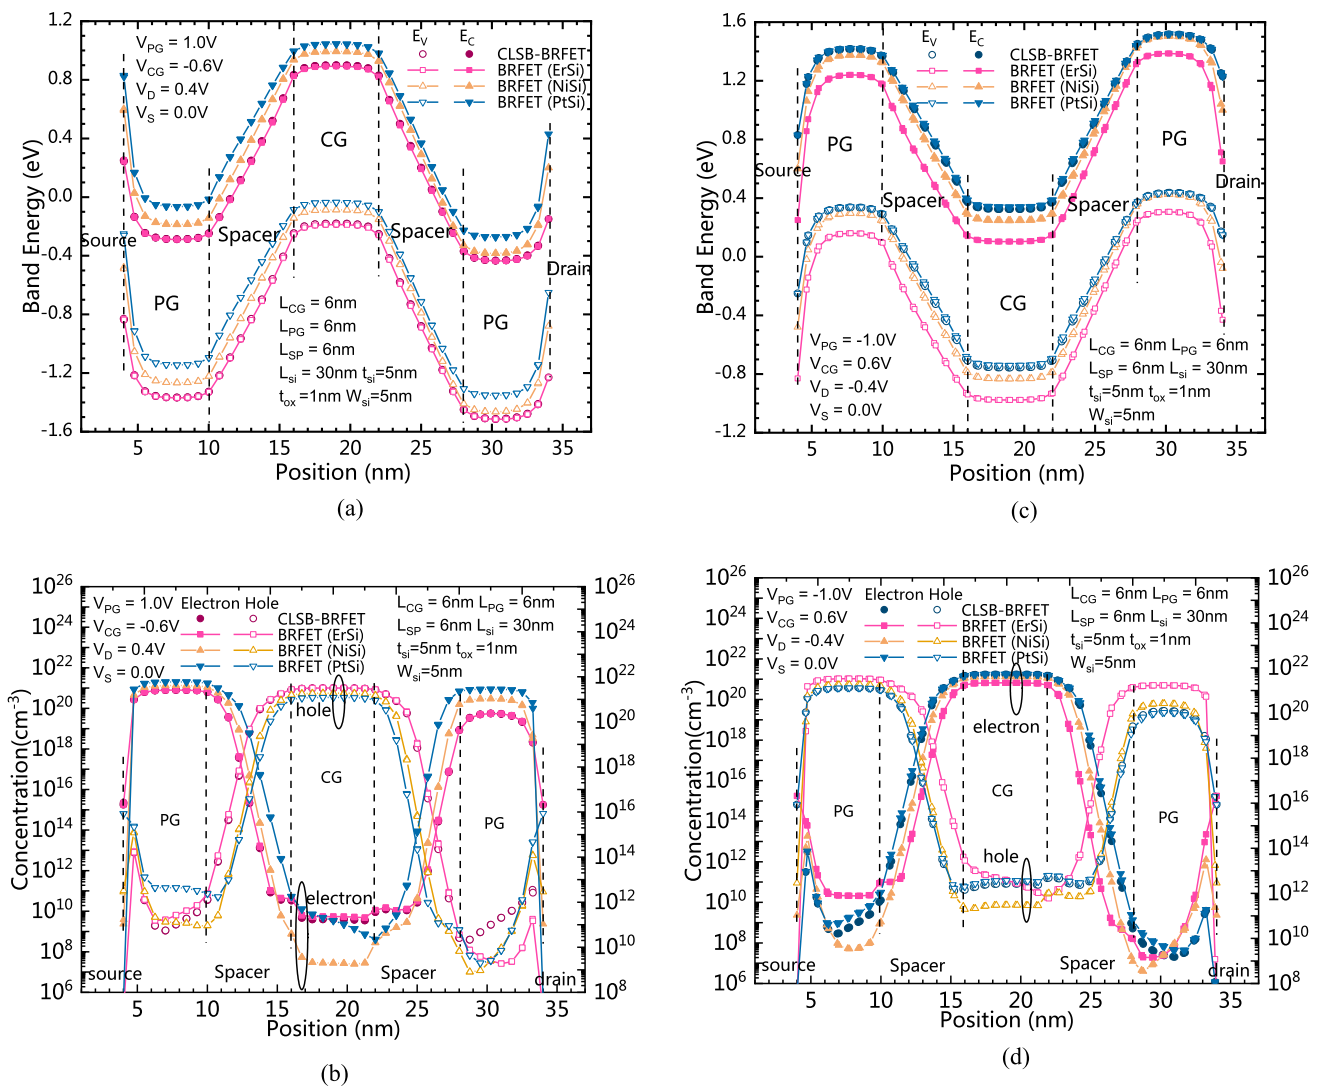 V_PG = 1.0V
V_CG = -0.6V
V_D = 0.4V
V_S = 0.0V
E_V E_C
CLSB-BRFET
BRFET (ErSi)
BRFET (NiSi)
BRFET (PtSi)
CG
Source
Spacer
Spacer
Drain
PG
PG
L_CG = 6nm
L_PG = 6nm
L_SP = 6nm
L_si = 30nm t_si=5nm
t_ox =1nm W_si=5nm
1.2
0.8
0.4
0.0
-0.4
-0.8
-1.2
-1.6
Band Energy (eV)
5 10 15 20 25 30 35
Position (nm)
(a)
E_V E_C
CLSB-BRFET
BRFET (ErSi)
BRFET (NiSi)
BRFET (PtSi)
PG
PG
Source
Spacer
Spacer
Drain
CG
V_PG = -1.0V
V_CG = 0.6V
V_D = -0.4V
V_S = 0.0V
L_CG = 6nm L_PG = 6nm
L_SP = 6nm L_si = 30nm
t_si=5nm t_ox =1nm
W_si=5nm
1.6
1.2
0.8
0.4
0.0
-0.4
-0.8
-1.2
Band Energy (eV)
5 10 15 20 25 30 35
Position (nm)
(c)
V_PG = 1.0V
V_CG = -0.6V
V_D = 0.4V
V_S = 0.0V
Electron Hole
CLSB-BRFET
BRFET (ErSi)
BRFET (NiSi)
BRFET (PtSi)
L_CG = 6nm L_PG = 6nm
L_SP = 6nm L_si = 30nm
t_si=5nm t_ox =1nm
W_si=5nm
hole
CG
PG
PG
electron
source
Spacer
Spacer
drain
10^26
10^24
10^22
10^20
10^18
10^16
10^14
10^12
10^10
10^8
10^6
10^26
10^24
10^22
10^20
10^18
10^16
10^14
10^12
10^10
10^8
Concentration(cm^-3)
5 10 15 20 25 30 35
Position (nm)
(b)
V_PG = -1.0V
V_CG = 0.6V
V_D = -0.4V
V_S = 0.0V
Electron Hole
CLSB-BRFET
BRFET (ErSi)
BRFET (NiSi)
BRFET (PtSi)
L_CG = 6nm L_PG = 6nm
L_SP = 6nm L_si = 30nm
t_si=5nm t_ox =1nm
W_si=5nm
electron
CG
PG
PG
hole
source
Spacer
Spacer
drain
10^26
10^24
10^22
10^20
10^18
10^16
10^14
10^12
10^10
10^8
10^6
10^26
10^24
10^22
10^20
10^18
10^16
10^14
10^12
10^10
10^8
Concentration(cm^-3)
5 10 15 20 25 30 35
Position (nm)
(d)